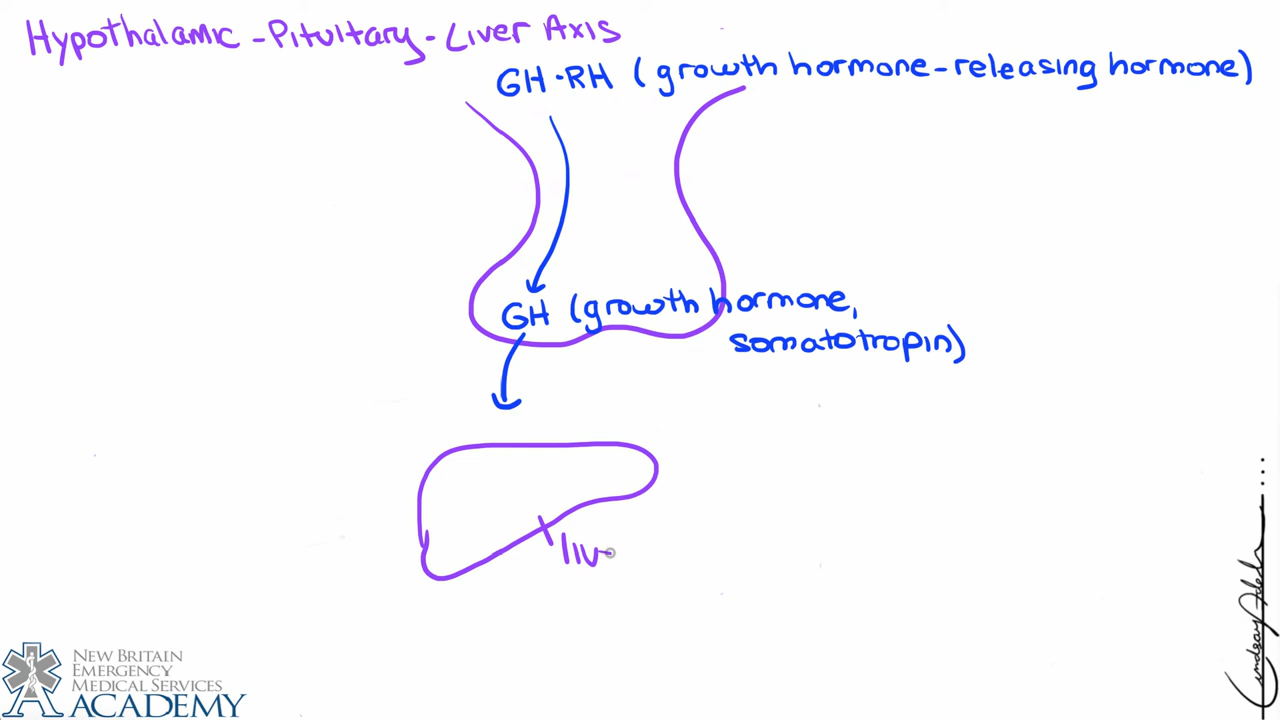 Hypothalamic - Pituitary - Liver Axis
GH-RH (growth hormone-releasing hormone)
GH (growth hormone,
somatotropin)
liv
NEW BRITAIN
EMERGENCY
MEDICAL SERVICES
ACADEMY